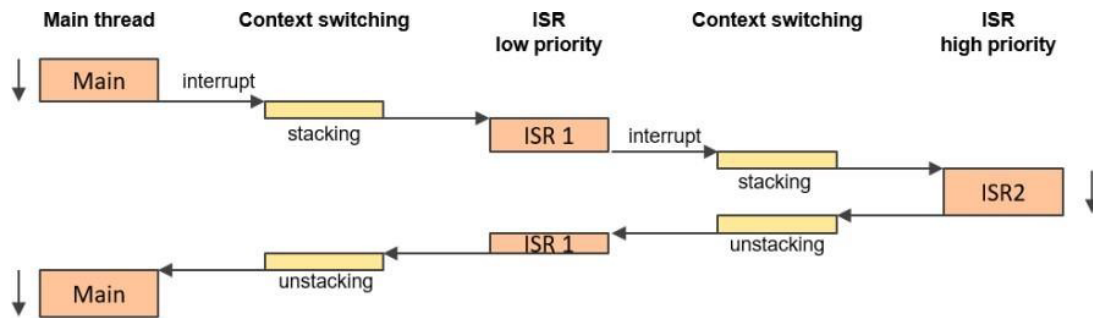 Main thread
Context switching
ISR
low priority
Context switching
ISR
high priority
Main
interrupt
stacking
ISR 1
interrupt
stacking
ISR2
unstacking
ISR 1
unstacking
Main